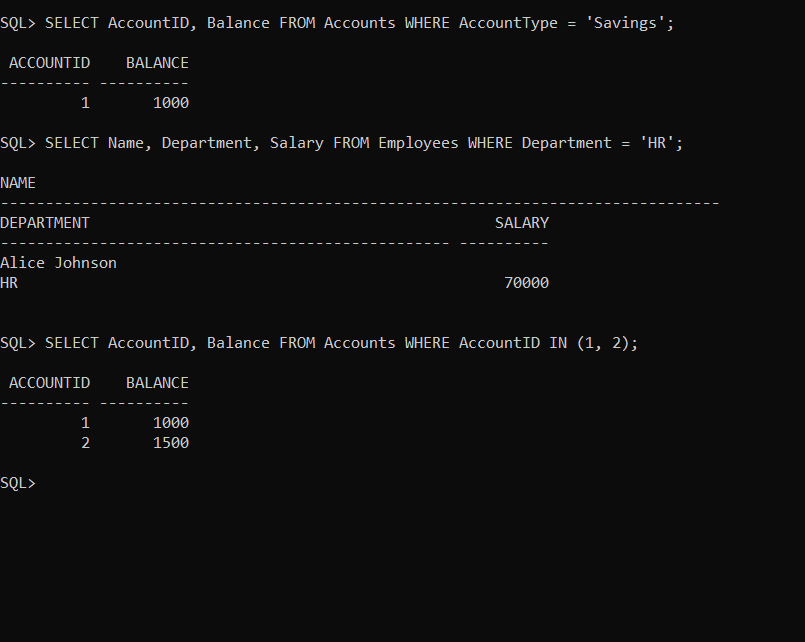 SQL> SELECT AccountID, Balance FROM Accounts WHERE AccountType = 'Savings';
 ACCOUNTID    BALANCE
---------- ----------
         1       1000
SQL> SELECT Name, Department, Salary FROM Employees WHERE Department = 'HR';
NAME
--------------------------------------------------------------------------------
DEPARTMENT                                             SALARY
-------------------------------------------------- ----------
Alice Johnson
HR                                                      70000
SQL> SELECT AccountID, Balance FROM Accounts WHERE AccountID IN (1, 2);
 ACCOUNTID    BALANCE
---------- ----------
         1       1000
         2       1500
SQL>